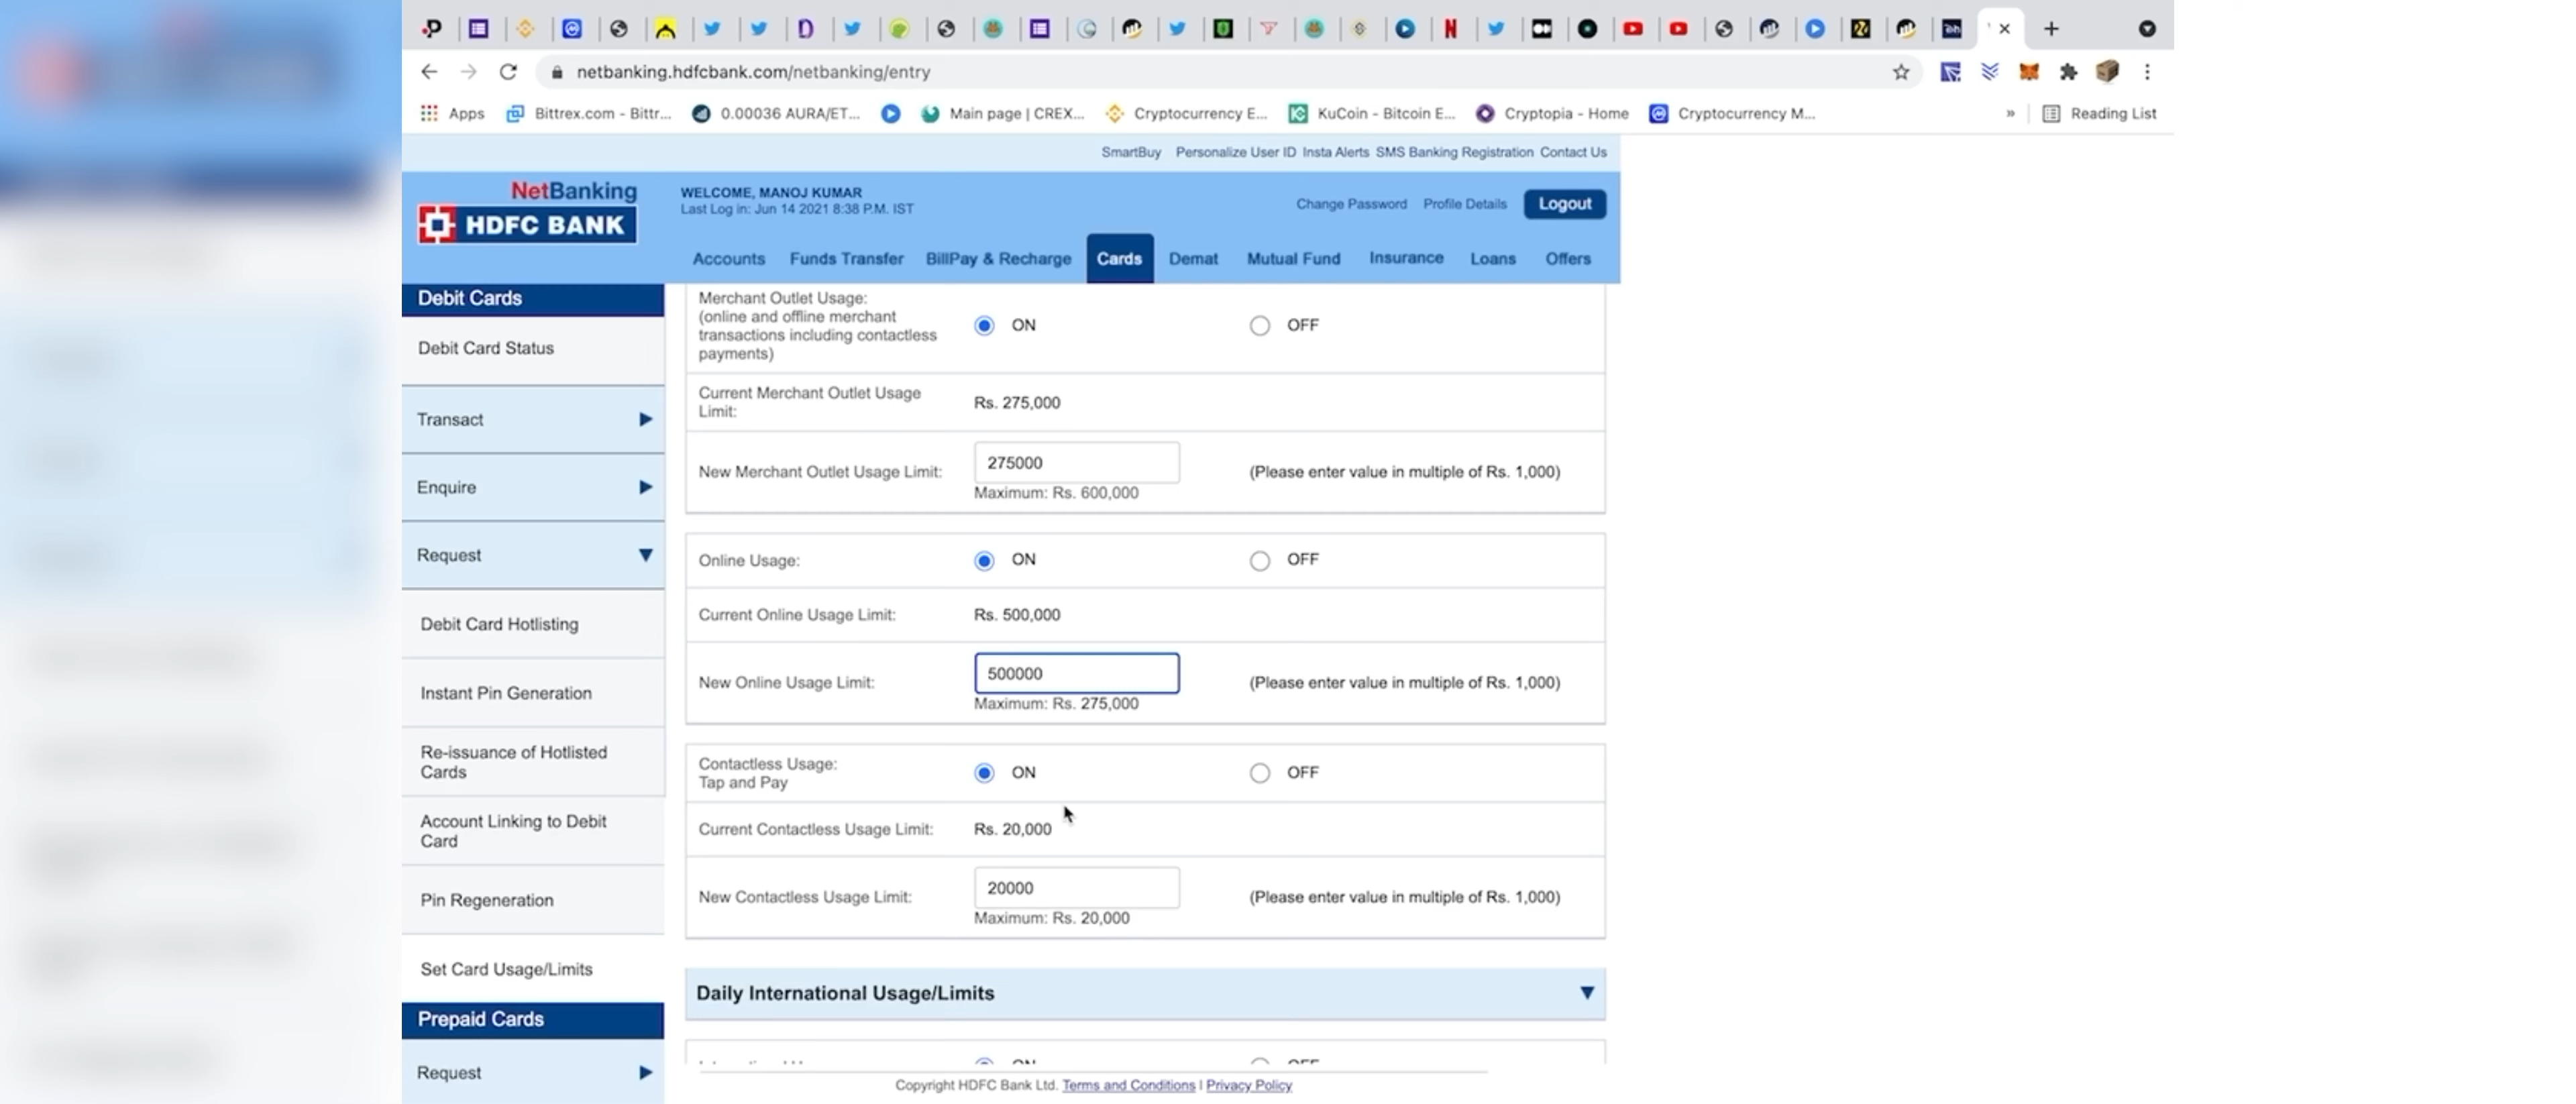 netbanking.hdfcbank.com/netbanking/entry
Apps Bittrex.com - Bittr... 0.00036 AURA/ET... Main page | CREX... Cryptocurrency E... KuCoin - Bitcoin E... Cryptopia - Home Cryptocurrency M... » Reading List
SmartBuy Personalize User ID Insta Alerts SMS Banking Registration Contact Us
NetBanking
HDFC BANK
WELCOME, MANOJ KUMAR
Last Log in: Jun 14 2021 8:38 P.M. IST
Change Password Profile Details Logout
Accounts Funds Transfer BillPay & Recharge Cards Demat Mutual Fund Insurance Loans Offers
Debit Cards
Debit Card Status
Transact
Enquire
Request
Debit Card Hotlisting
Instant Pin Generation
Re-issuance of Hotlisted
Cards
Account Linking to Debit
Card
Pin Regeneration
Set Card Usage/Limits
Prepaid Cards
Request
Merchant Outlet Usage:
(online and offline merchant
transactions including contactless
payments)
ON OFF
Current Merchant Outlet Usage
Limit:
Rs. 275,000
New Merchant Outlet Usage Limit: 275000 (Please enter value in multiple of Rs. 1,000)
Maximum: Rs. 600,000
Online Usage: ON OFF
Current Online Usage Limit: Rs. 500,000
New Online Usage Limit: 500000 (Please enter value in multiple of Rs. 1,000)
Maximum: Rs. 275,000
Contactless Usage:
Tap and Pay
ON OFF
Current Contactless Usage Limit: Rs. 20,000
New Contactless Usage Limit: 20000 (Please enter value in multiple of Rs. 1,000)
Maximum: Rs. 20,000
Daily International Usage/Limits
ON OFF
Copyright HDFC Bank Ltd. Terms and Conditions | Privacy Policy